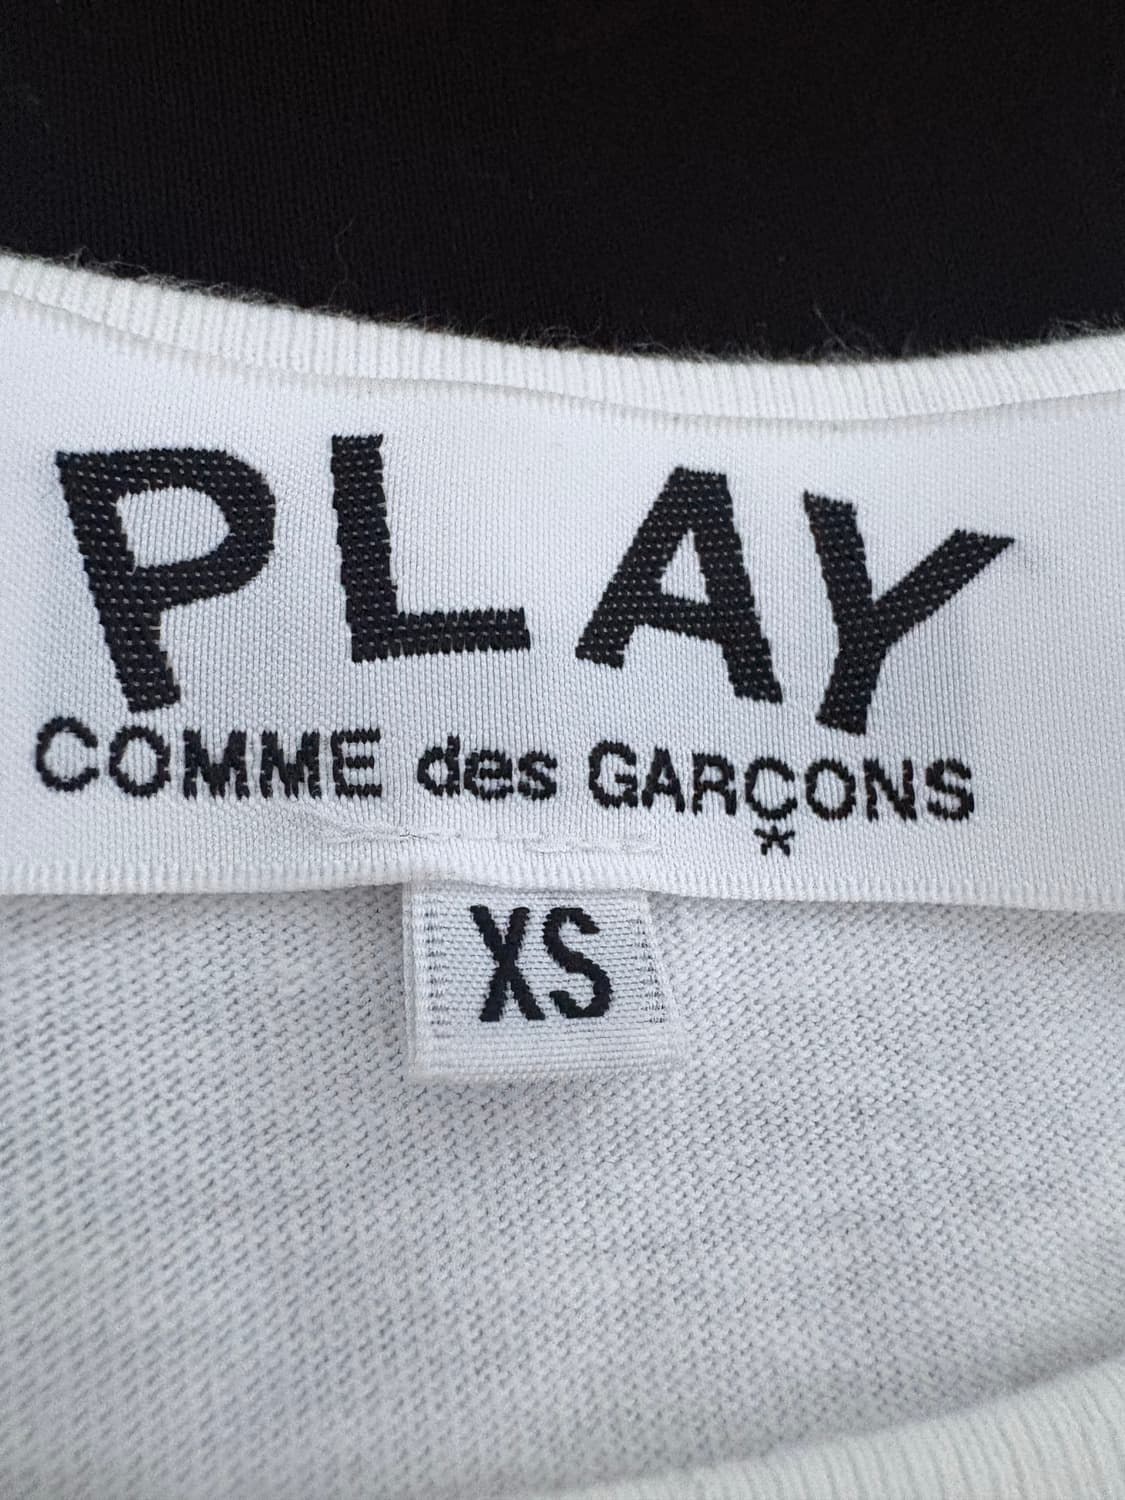 PLAY
COMME des GARÇONS
*
XS